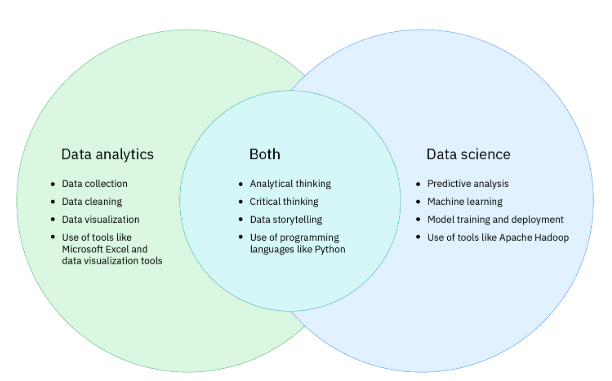 Data analytics
Data collection
Data cleaning
Data visualization
Use of tools like
Microsoft Excel and
data visualization tools
Both
Analytical thinking
Critical thinking
Data storytelling
Use of programming
languages like Python
Data science
Predictive analysis
Machine learning
Model training and deployment
Use of tools like Apache Hadoop